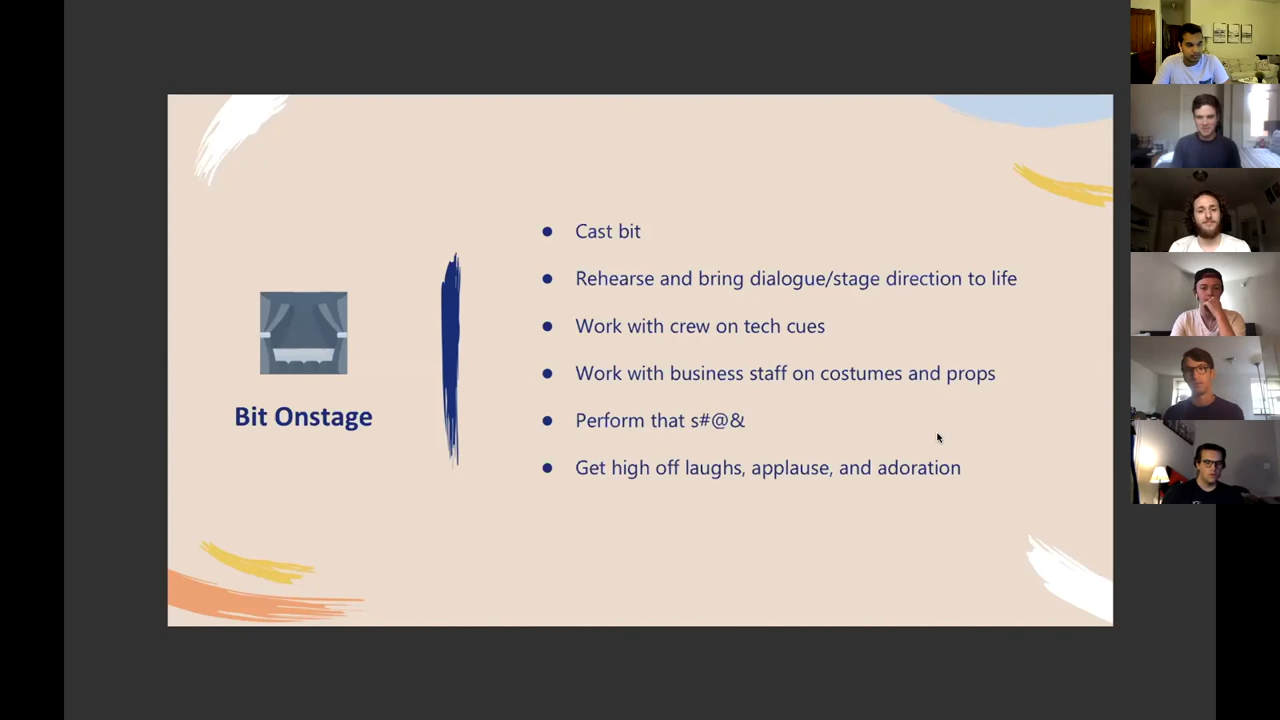 Bit Onstage
● Cast bit
● Rehearse and bring dialogue/stage direction to life
● Work with crew on tech cues
● Work with business staff on costumes and props
● Perform that s#@&
● Get high off laughs, applause, and adoration